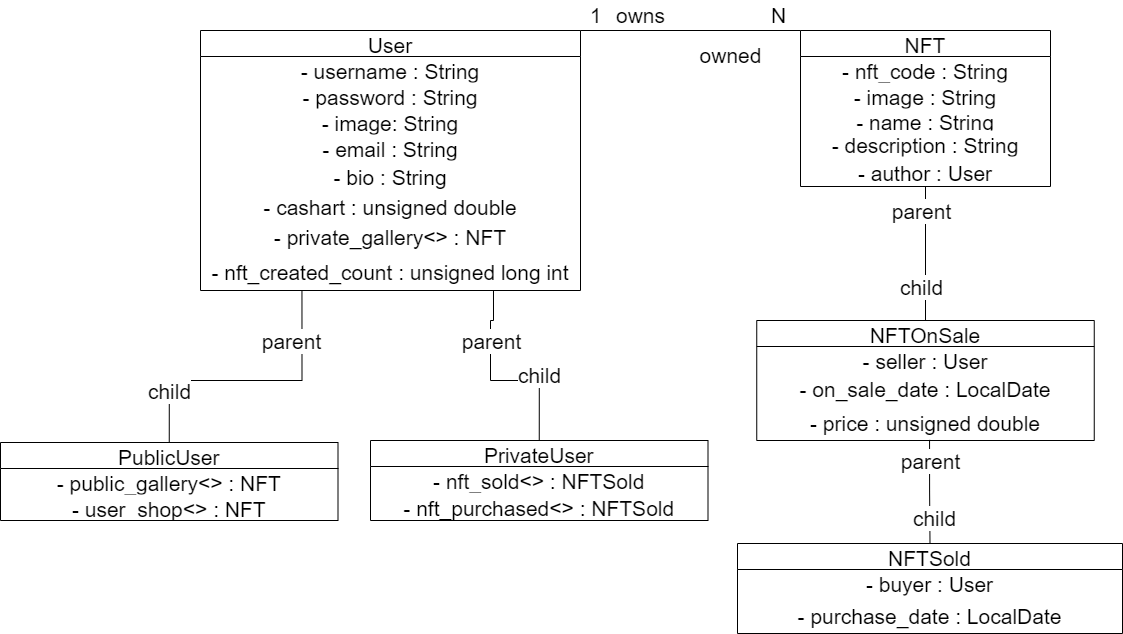 1 owns N
owned
User
- username : String
- password : String
- image: String
- email : String
- bio : String
- cashart : unsigned double
- private_gallery<> : NFT
- nft_created_count : unsigned long int
NFT
- nft_code : String
- image : String
- name : String
- description : String
- author : User
parent
child
parent
child
parent
child
PublicUser
- public_gallery<> : NFT
- user_shop<> : NFT
PrivateUser
- nft_sold<> : NFTSold
- nft_purchased<> : NFTSold
NFTOnSale
- seller : User
- on_sale_date : LocalDate
- price : unsigned double
parent
child
NFTSold
- buyer : User
- purchase_date : LocalDate